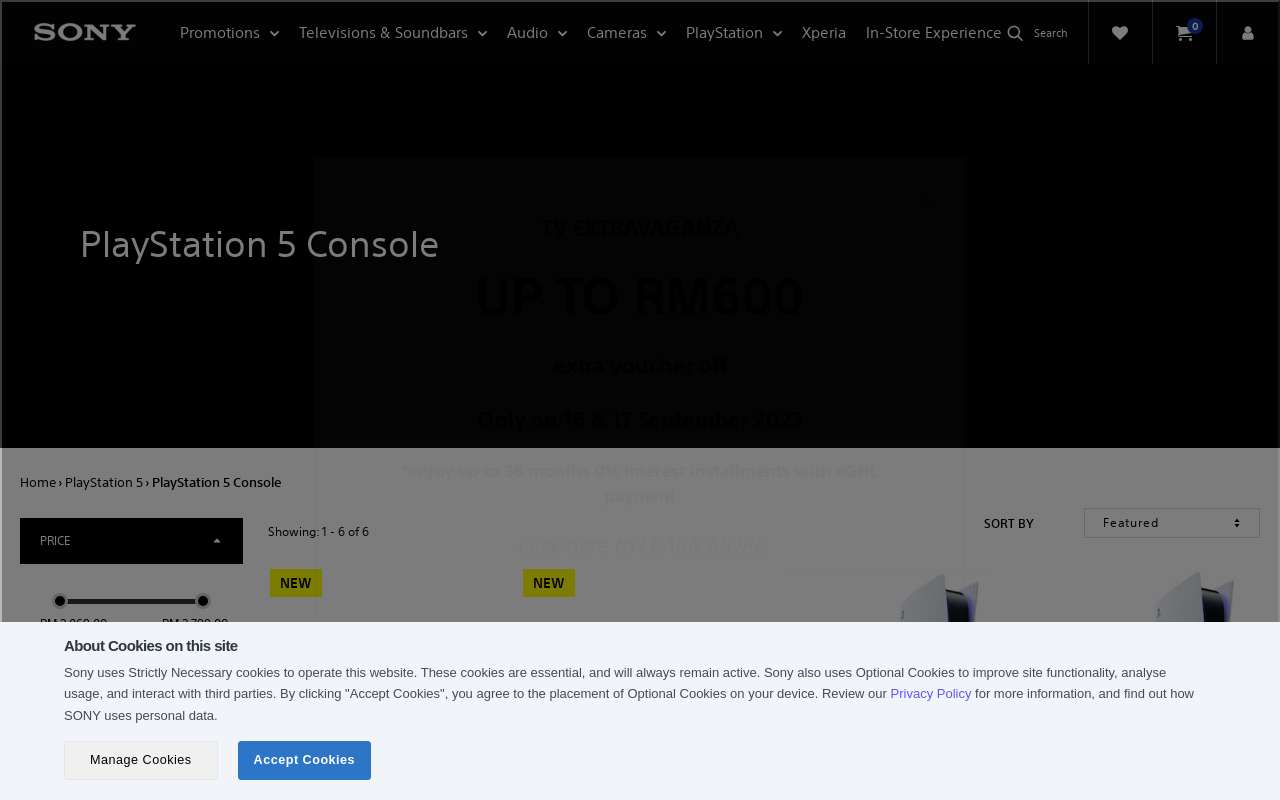 SONY
Promotions
Televisions & Soundbars
Audio
Cameras
PlayStation
Xperia
In-Store Experience
Search
0
TV EXTRAVAGANZA
PlayStation 5 Console
UP TO RM600
extra voucher off
Only on 16 & 17 September 2023
*enjoy up to 36 months 0% interest installments with eGHL
payment
Click here to LEARN MORE
Home › PlayStation 5 › PlayStation 5 Console
PRICE
Showing: 1 - 6 of 6
SORT BY
Featured
NEW
NEW
About Cookies on this site
Sony uses Strictly Necessary cookies to operate this website. These cookies are essential, and will always remain active. Sony also uses Optional Cookies to improve site functionality, analyse
usage, and interact with third parties. By clicking "Accept Cookies", you agree to the placement of Optional Cookies on your device. Review our Privacy Policy for more information, and find out how
SONY uses personal data.
Manage Cookies
Accept Cookies